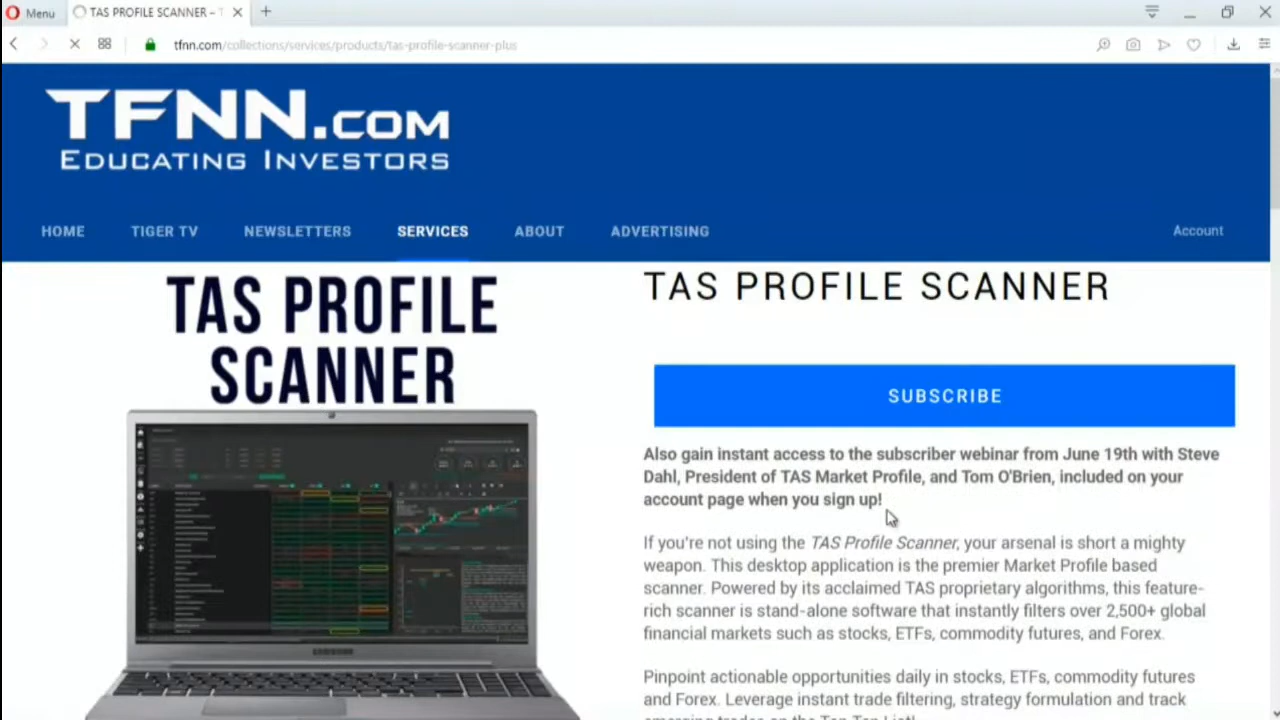 Menu
TAS PROFILE SCANNER – T
tfnn.com/collections/services/products/tas-profile-scanner-plus
TFNN.COM
EDUCATING INVESTORS
HOME TIGER TV NEWSLETTERS SERVICES ABOUT ADVERTISING Account
TAS PROFILE
SCANNER
TAS PROFILE SCANNER
SUBSCRIBE
Also gain instant access to the subscriber webinar from June 19th with Steve
Dahl, President of TAS Market Profile, and Tom O'Brien, included on your
account page when you sign up!
If you're not using the TAS Profile Scanner, your arsenal is short a mighty
weapon. This desktop application is the premier Market Profile based
scanner. Powered by its acclaimed TAS proprietary algorithms, this feature-
rich scanner is stand-alone software that instantly filters over 2,500+ global
financial markets such as stocks, ETFs, commodity futures, and Forex.
Pinpoint actionable opportunities daily in stocks, ETFs, commodity futures
and Forex. Leverage instant trade filtering, strategy formulation and track
emerging trades on the Top Ten List!